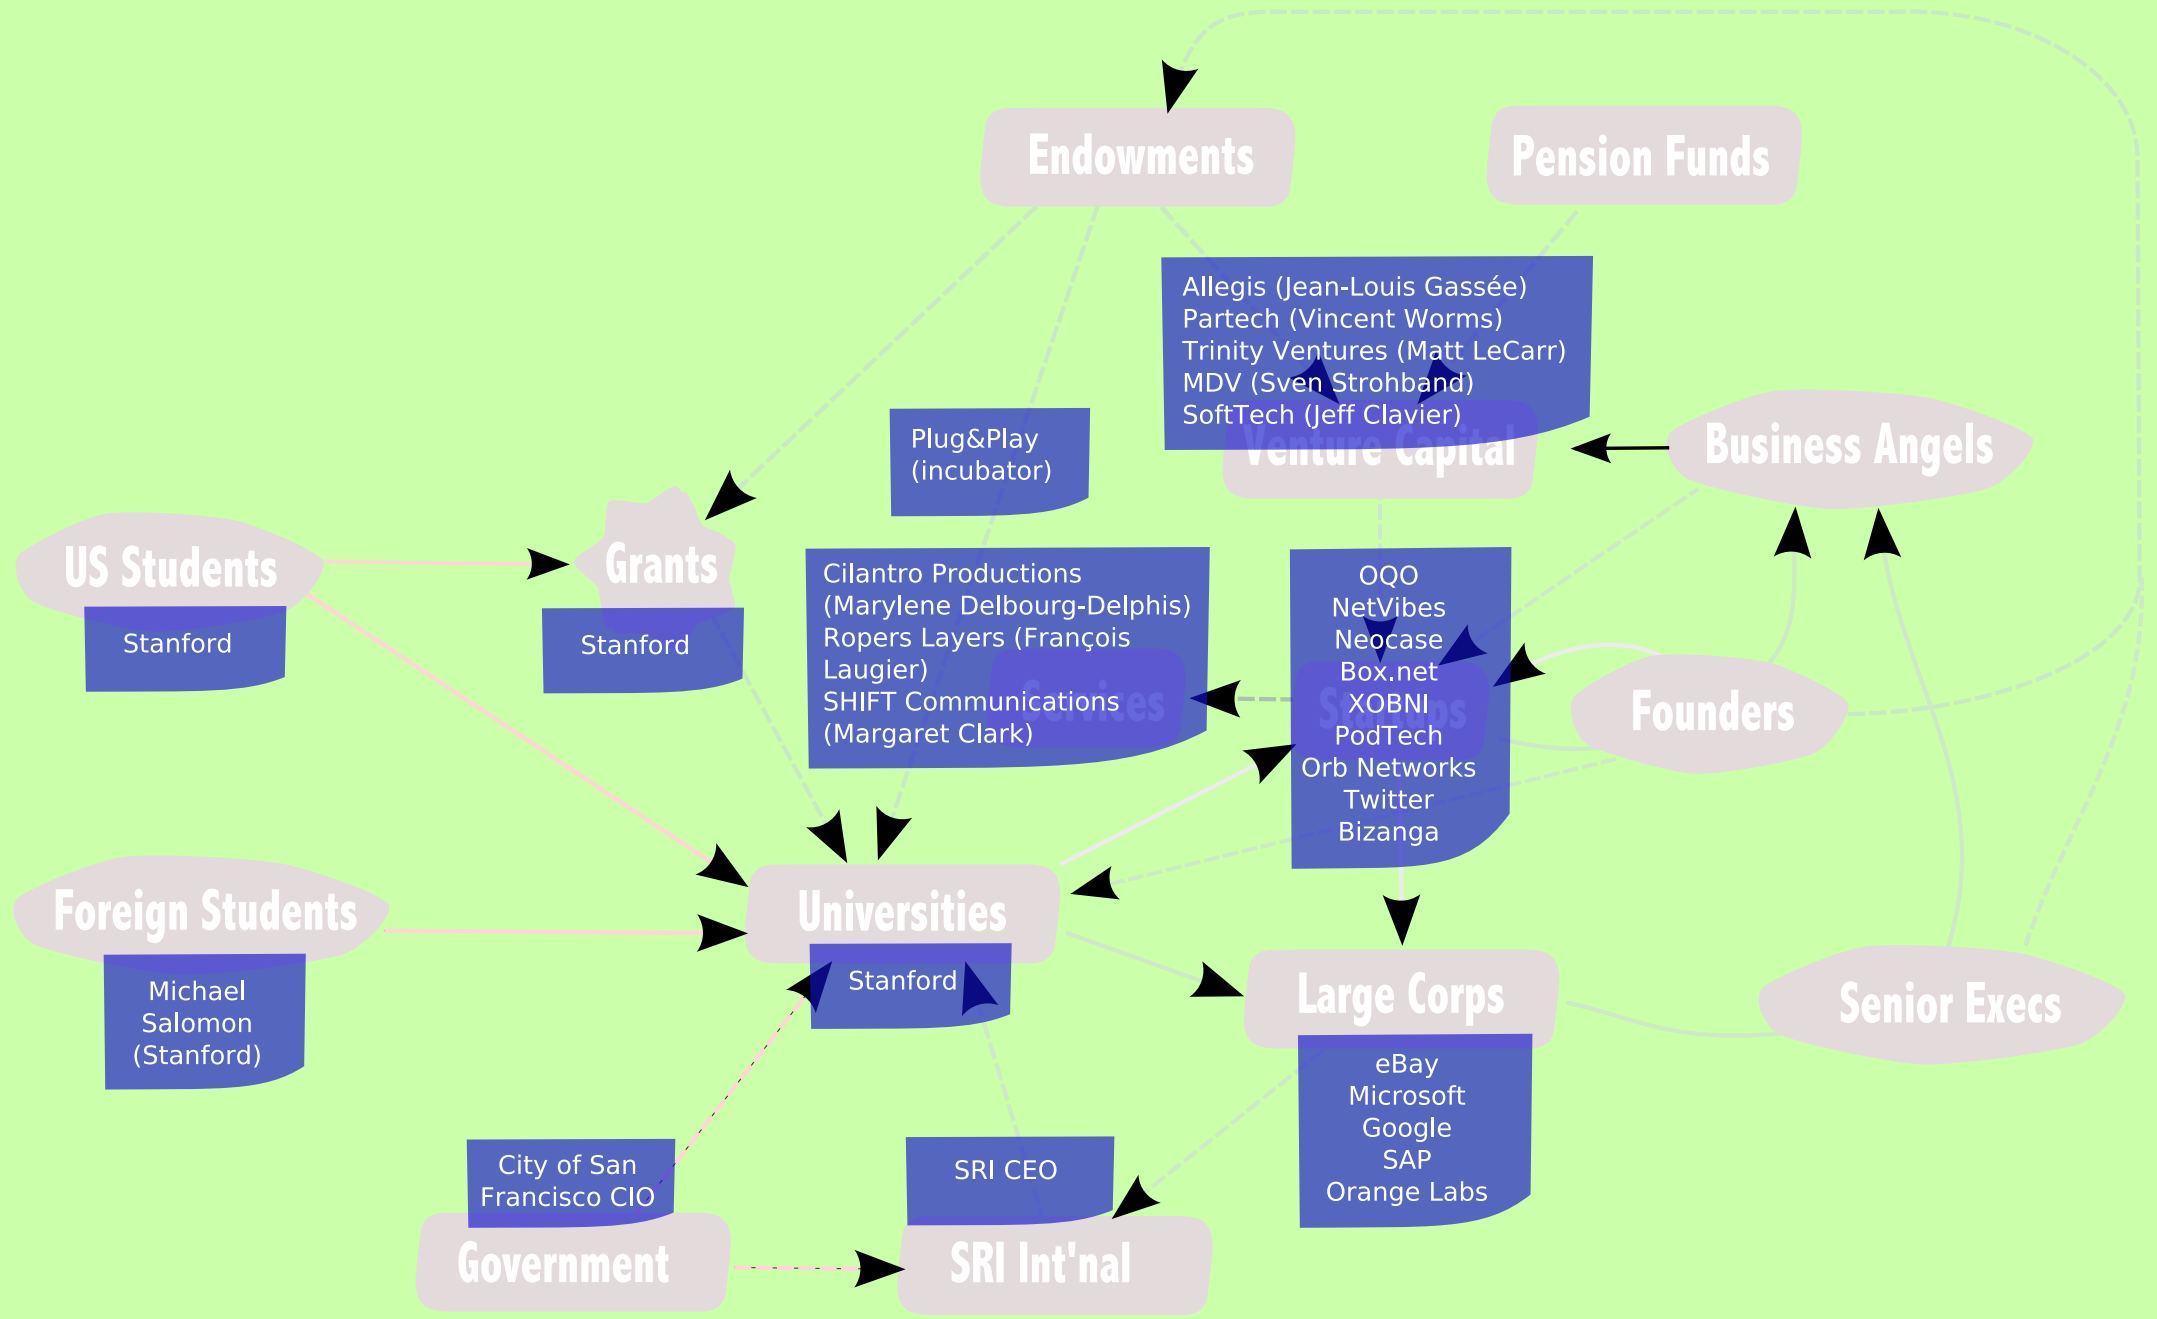 Endowments
Pension Funds
Allegis (Jean-Louis Gassée)
Partech (Vincent Worms)
Trinity Ventures (Matt LeCarr)
MDV (Sven Strohband)
SoftTech (Jeff Clavier)
Venture Capital
Business Angels
Plug&Play
(incubator)
US Students
Stanford
Grants
Stanford
Cilantro Productions
(Marylene Delbourg-Delphis)
Ropers Layers (François
Laugier)
SHIFT Communications
(Margaret Clark)
Services
OQO
NetVibes
Neocase
Box.net
XOBNI
PodTech
Orb Networks
Twitter
Bizanga
Startups
Founders
Foreign Students
Michael
Salomon
(Stanford)
Universities
Stanford
Large Corps
eBay
Microsoft
Google
SAP
Orange Labs
Senior Execs
City of San
Francisco CIO
Government
SRI CEO
SRI Int'nal